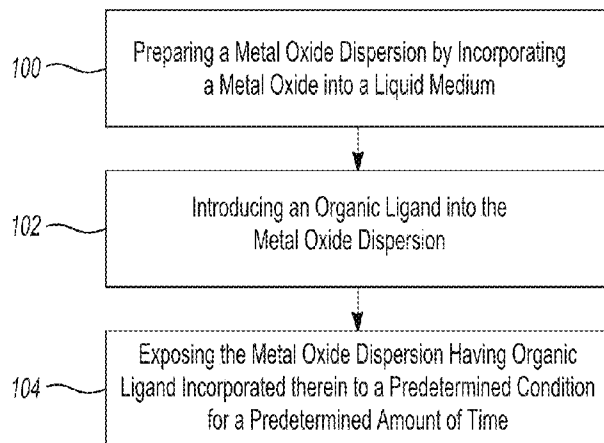 100
Preparing a Metal Oxide Dispersion by Incorporating
a Metal Oxide into a Liquid Medium
102
Introducing an Organic Ligand into the
Metal Oxide Dispersion
104
Exposing the Metal Oxide Dispersion Having Organic
Ligand Incorporated therein to a Predetermined Condition
for a Predetermined Amount of Time